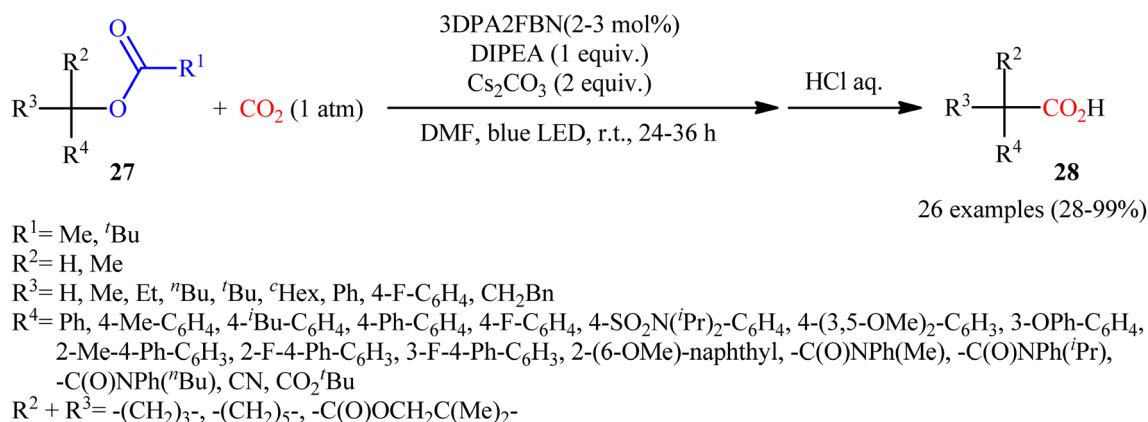 3DPA2FBN(2-3 mol%)
DIPEA (1 equiv.)
Cs₂CO₃ (2 equiv.)
DMF, blue LED, r.t., 24-36 h
HCl aq.
O
R² R¹
R³ O + CO₂ (1 atm)
R⁴
27
R²
R³ CO₂H
R⁴
28
26 examples (28-99%)
R¹= Me, ᵗBu
R²= H, Me
R³= H, Me, Et, ⁿBu, ᵗBu, ᶜHex, Ph, 4-F-C₆H₄, CH₂Bn
R⁴= Ph, 4-Me-C₆H₄, 4-ⁱBu-C₆H₄, 4-Ph-C₆H₄, 4-F-C₆H₄, 4-SO₂N(ⁱPr)₂-C₆H₄, 4-(3,5-OMe)₂-C₆H₃, 3-OPh-C₆H₄,
2-Me-4-Ph-C₆H₃, 2-F-4-Ph-C₆H₃, 3-F-4-Ph-C₆H₃, 2-(6-OMe)-naphthyl, -C(O)NPh(Me), -C(O)NPh(ⁱPr),
-C(O)NPh(ⁿBu), CN, CO₂ᵗBu
R² + R³= -(CH₂)₃-, -(CH₂)₅-, -C(O)OCH₂C(Me)₂-